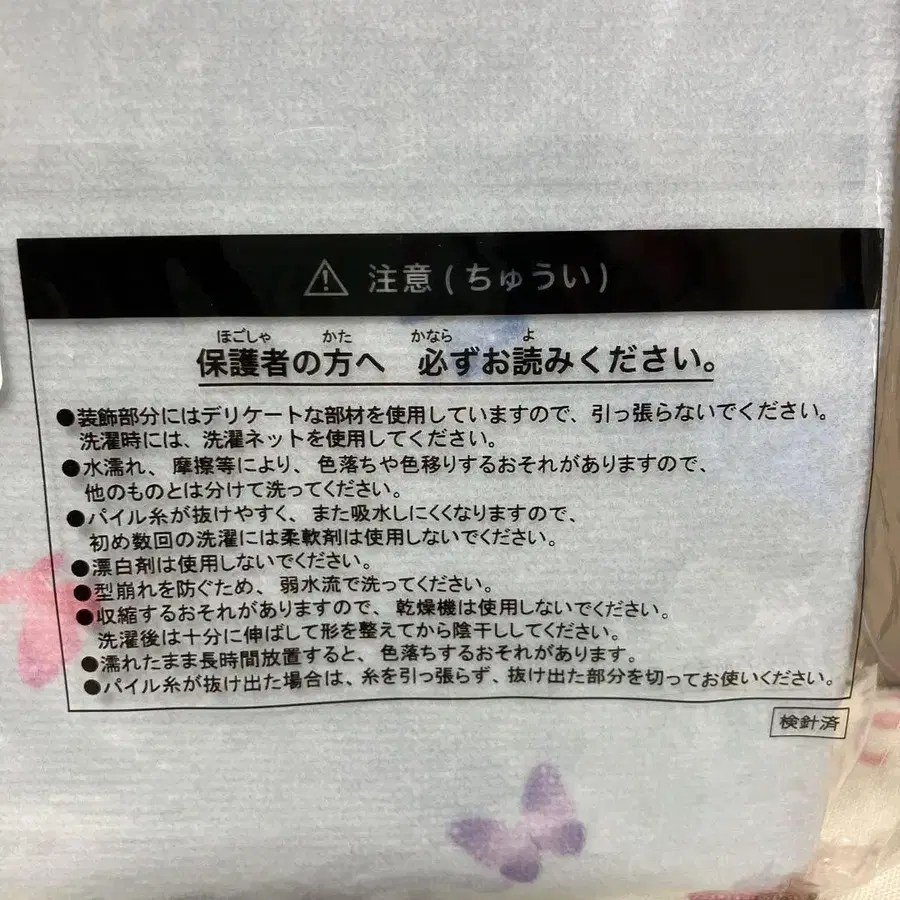 注意(ちゅうい)
ほごしゃ かた かなら よ
保護者の方へ 必ずお読みください。
●装飾部分にはデリケートな部材を使用していますので、引っ張らないでください。
洗濯時には、洗濯ネットを使用してください。
●水濡れ、摩擦等により、色落ちや色移りするおそれがありますので、
他のものとは分けて洗ってください。
●パイル糸が抜けやすく、また吸水しにくくなりますので、
初め数回の洗濯には柔軟剤は使用しないでください。
●漂白剤は使用しないでください。
●型崩れを防ぐため、弱水流で洗ってください。
●収縮するおそれがありますので、乾燥機は使用しないでください。
洗濯後は十分に伸ばして形を整えてから陰干ししてください。
●濡れたまま長時間放置すると、色落ちするおそれがあります。
●パイル糸が抜け出た場合は、糸を引っ張らず、抜け出た部分を切ってお使いください。
検針済